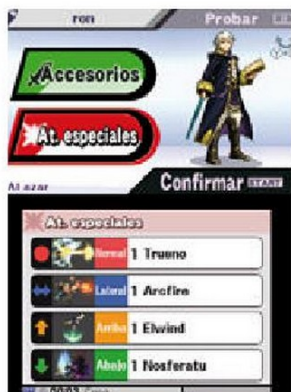 ron
Probar
Accesorios
At. especiales
Al azar
Confirmar START
At. especiales
Normal 1 Trueno
Lateral 1 Arcfire
Arriba 1 Elwind
Abajo 1 Nosferatu